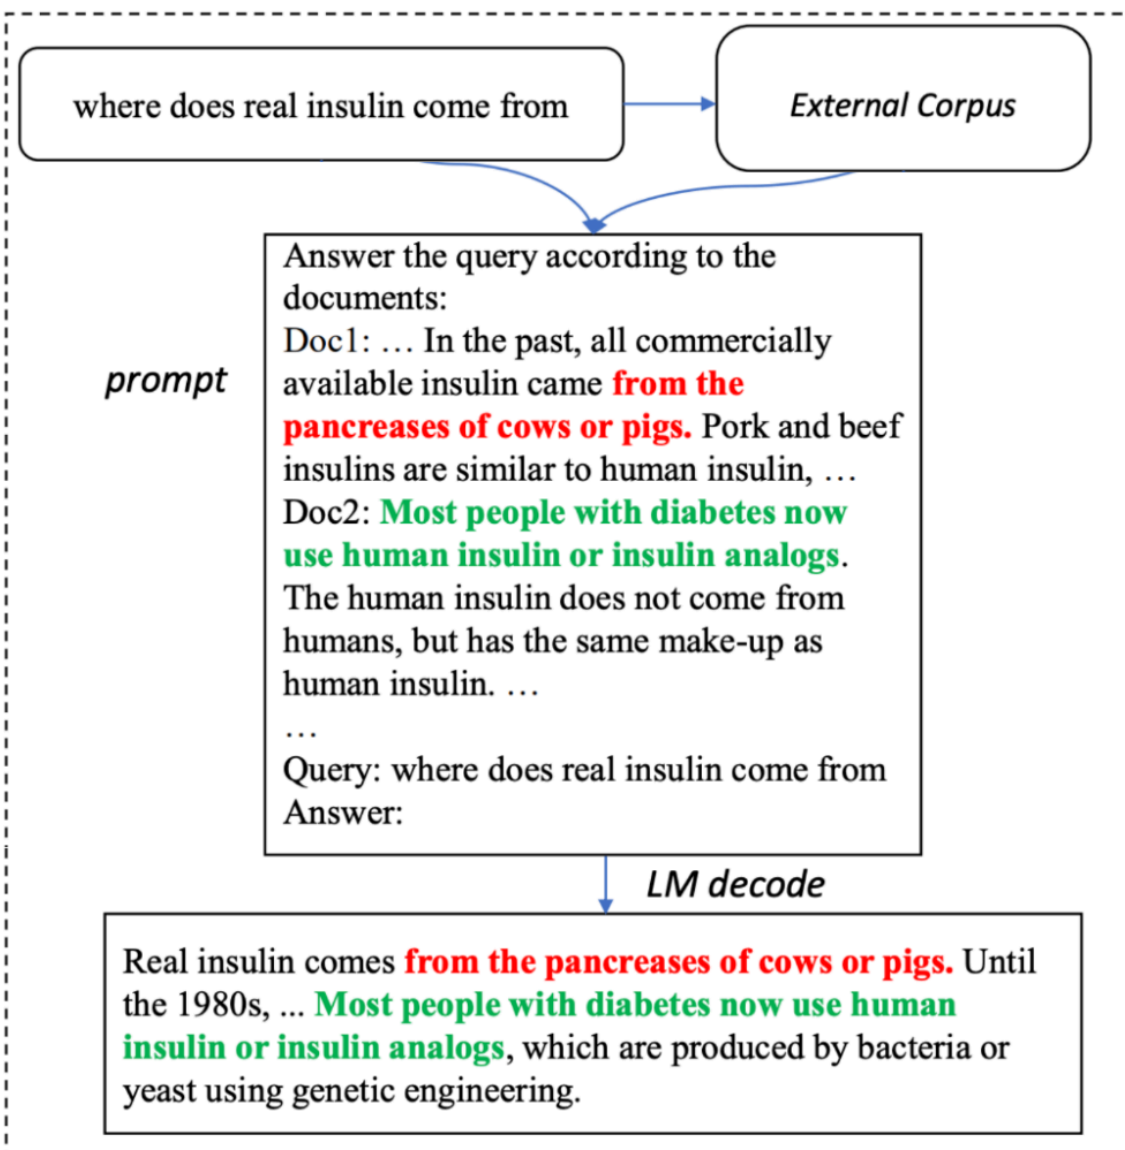 where does real insulin come from
External Corpus
prompt
Answer the query according to the
documents:
Doc1: … In the past, all commercially
available insulin came from the
pancreases of cows or pigs. Pork and beef
insulins are similar to human insulin, …
Doc2: Most people with diabetes now
use human insulin or insulin analogs.
The human insulin does not come from
humans, but has the same make-up as
human insulin. …
…
Query: where does real insulin come from
Answer:
LM decode
Real insulin comes from the pancreases of cows or pigs. Until
the 1980s, ... Most people with diabetes now use human
insulin or insulin analogs, which are produced by bacteria or
yeast using genetic engineering.